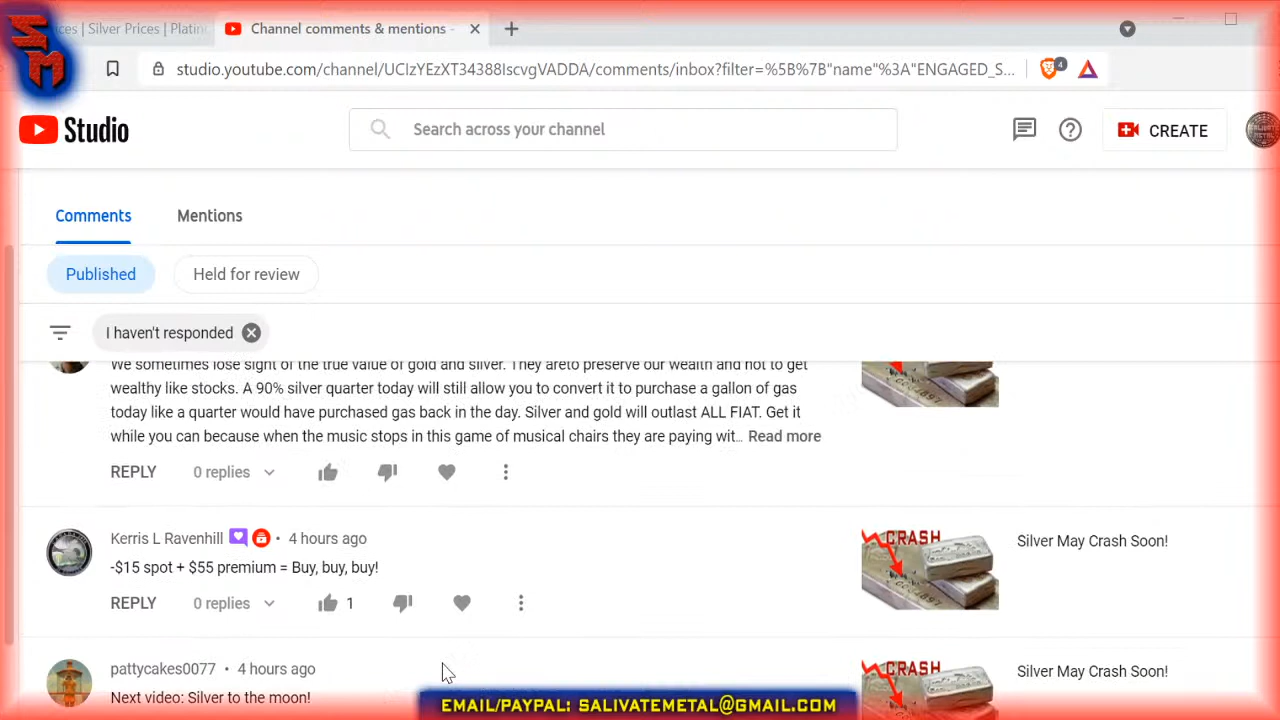 SM
ces | Silver Prices | Platin
Channel comments & mentions -
studio.youtube.com/channel/UCIzYEzXT34388IscvgVADDA/comments/inbox?filter=%5B%7B"name"%3A"ENGAGED_S...
4
Studio
Search across your channel
CREATE
Comments
Mentions
Published
Held for review
I haven't responded
We sometimes lose sight of the true value of gold and silver. They areto preserve our wealth and not to get
wealthy like stocks. A 90% silver quarter today will still allow you to convert it to purchase a gallon of gas
today like a quarter would have purchased gas back in the day. Silver and gold will outlast ALL FIAT. Get it
while you can because when the music stops in this game of musical chairs they are paying wit... Read more
REPLY 0 replies
Kerris L Ravenhill • 4 hours ago
-$15 spot + $55 premium = Buy, buy, buy!
REPLY 0 replies 1
CRASH
Silver May Crash Soon!
pattycakes0077 • 4 hours ago
Next video: Silver to the moon!
CRASH
Silver May Crash Soon!
EMAIL/PAYPAL: SALIVATEMETAL@GMAIL.COM